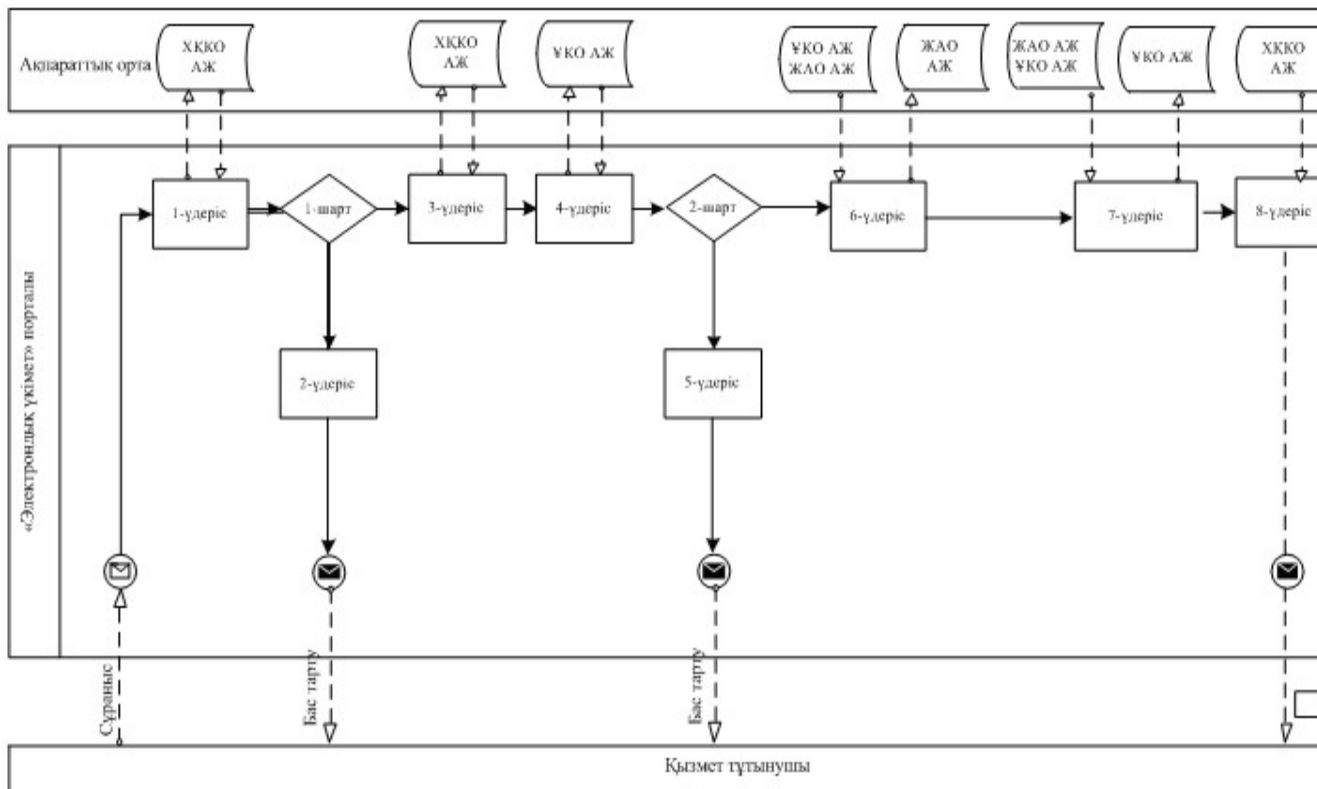 Ақпараттық орта
ХҚКО
АЖ
ХҚКО
АЖ
ҰКО АЖ
ҰКО АЖ
ЖАО АЖ
ЖАО
АЖ
ЖАО АЖ
ҰКО АЖ
ҰКО АЖ
ХҚКО
АЖ
«Электрондық үкімет» порталы
1-үдеріс
1-шарт
3-үдеріс
4-үдеріс
2-шарт
6-үдеріс
7-үдеріс
8-үдеріс
2-үдеріс
5-үдеріс
Сұраныс
Бас тарту
Бас тарту
Қызмет тұтынушы